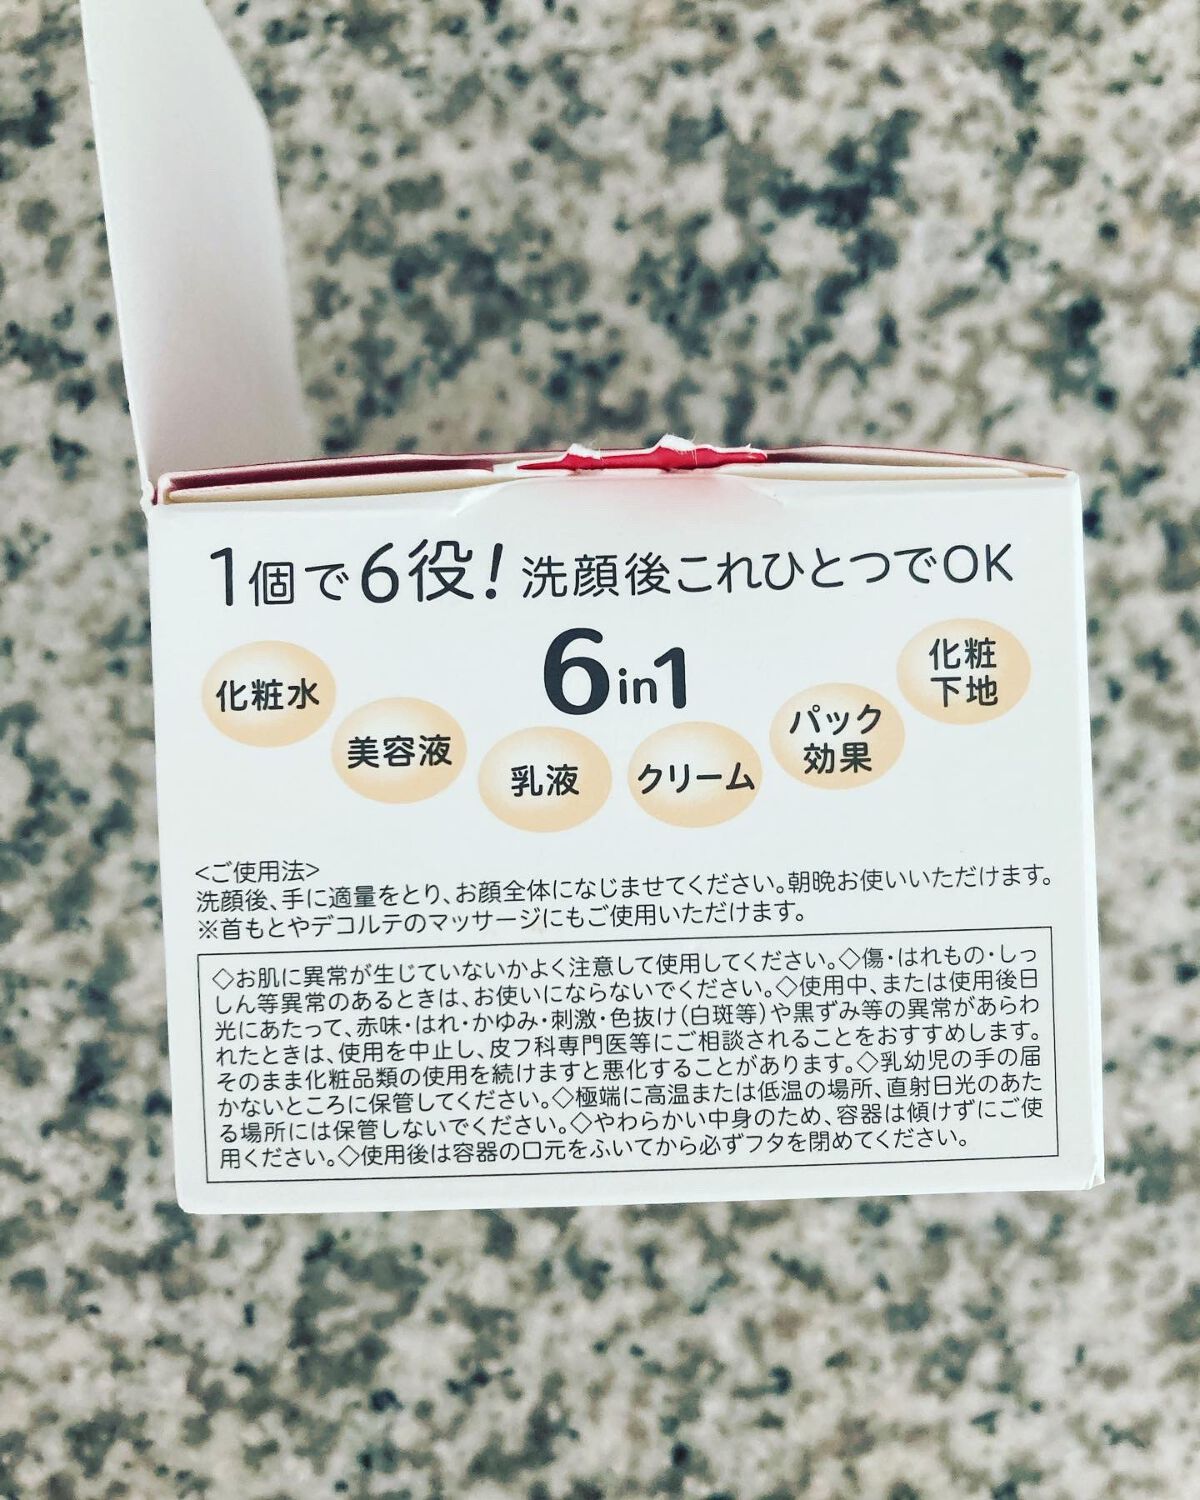 1個で6役!洗顔後これひとつでOK
6in1
化粧水
美容液
乳液
クリーム
パック
効果
化粧
下地
<ご使用法>
洗顔後、手に適量をとり、お顔全体になじませてください。朝晩お使いいただけます。
※首もとやデコルテのマッサージにもご使用いただけます。
◇お肌に異常が生じていないかよく注意して使用してください。◇傷・はれもの・しっ
しん等異常のあるときは、お使いにならないでください。◇使用中、または使用後日
光にあたって、赤味・はれ・かゆみ・刺激・色抜け(白斑等)や黒ずみ等の異常があらわ
れたときは、使用を中止し、皮フ科専門医等にご相談されることをおすすめします。
そのまま化粧品類の使用を続けますと悪化することがあります。◇乳幼児の手の届
かないところに保管してください。◇極端に高温または低温の場所、直射日光のあた
る場所には保管しないでください。◇やわらかい中身のため、容器は傾けずにご使
用ください。◇使用後は容器の口元をふいてから必ずフタを閉めてください。